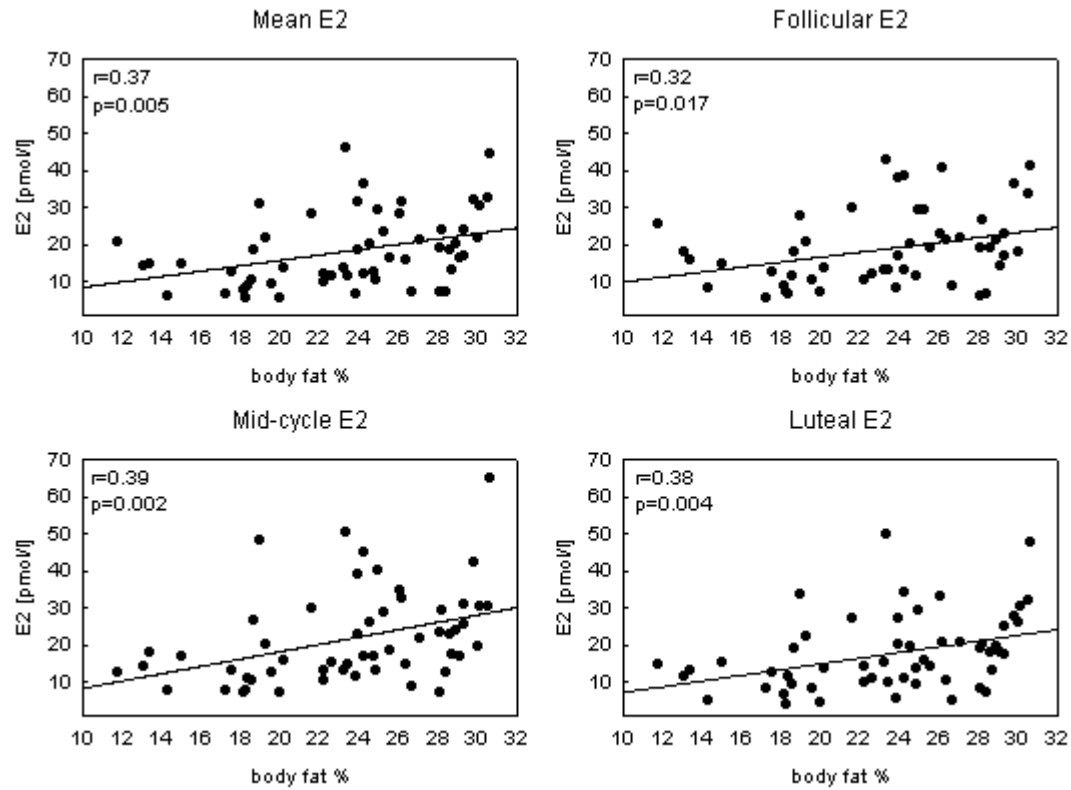 Mean E2
r=0.37
p=0.005
E2 [pmol/l]
70
60
50
40
30
20
10
10 12 14 16 18 20 22 24 26 28 30 32
body fat %
Follicular E2
r=0.32
p=0.017
E2 [pmol/l]
70
60
50
40
30
20
10
10 12 14 16 18 20 22 24 26 28 30 32
body fat %
Mid-cycle E2
r=0.39
p=0.002
E2 [pmol/l]
70
60
50
40
30
20
10
10 12 14 16 18 20 22 24 26 28 30 32
body fat %
Luteal E2
r=0.38
p=0.004
E2 [pmol/l]
70
60
50
40
30
20
10
10 12 14 16 18 20 22 24 26 28 30 32
body fat %